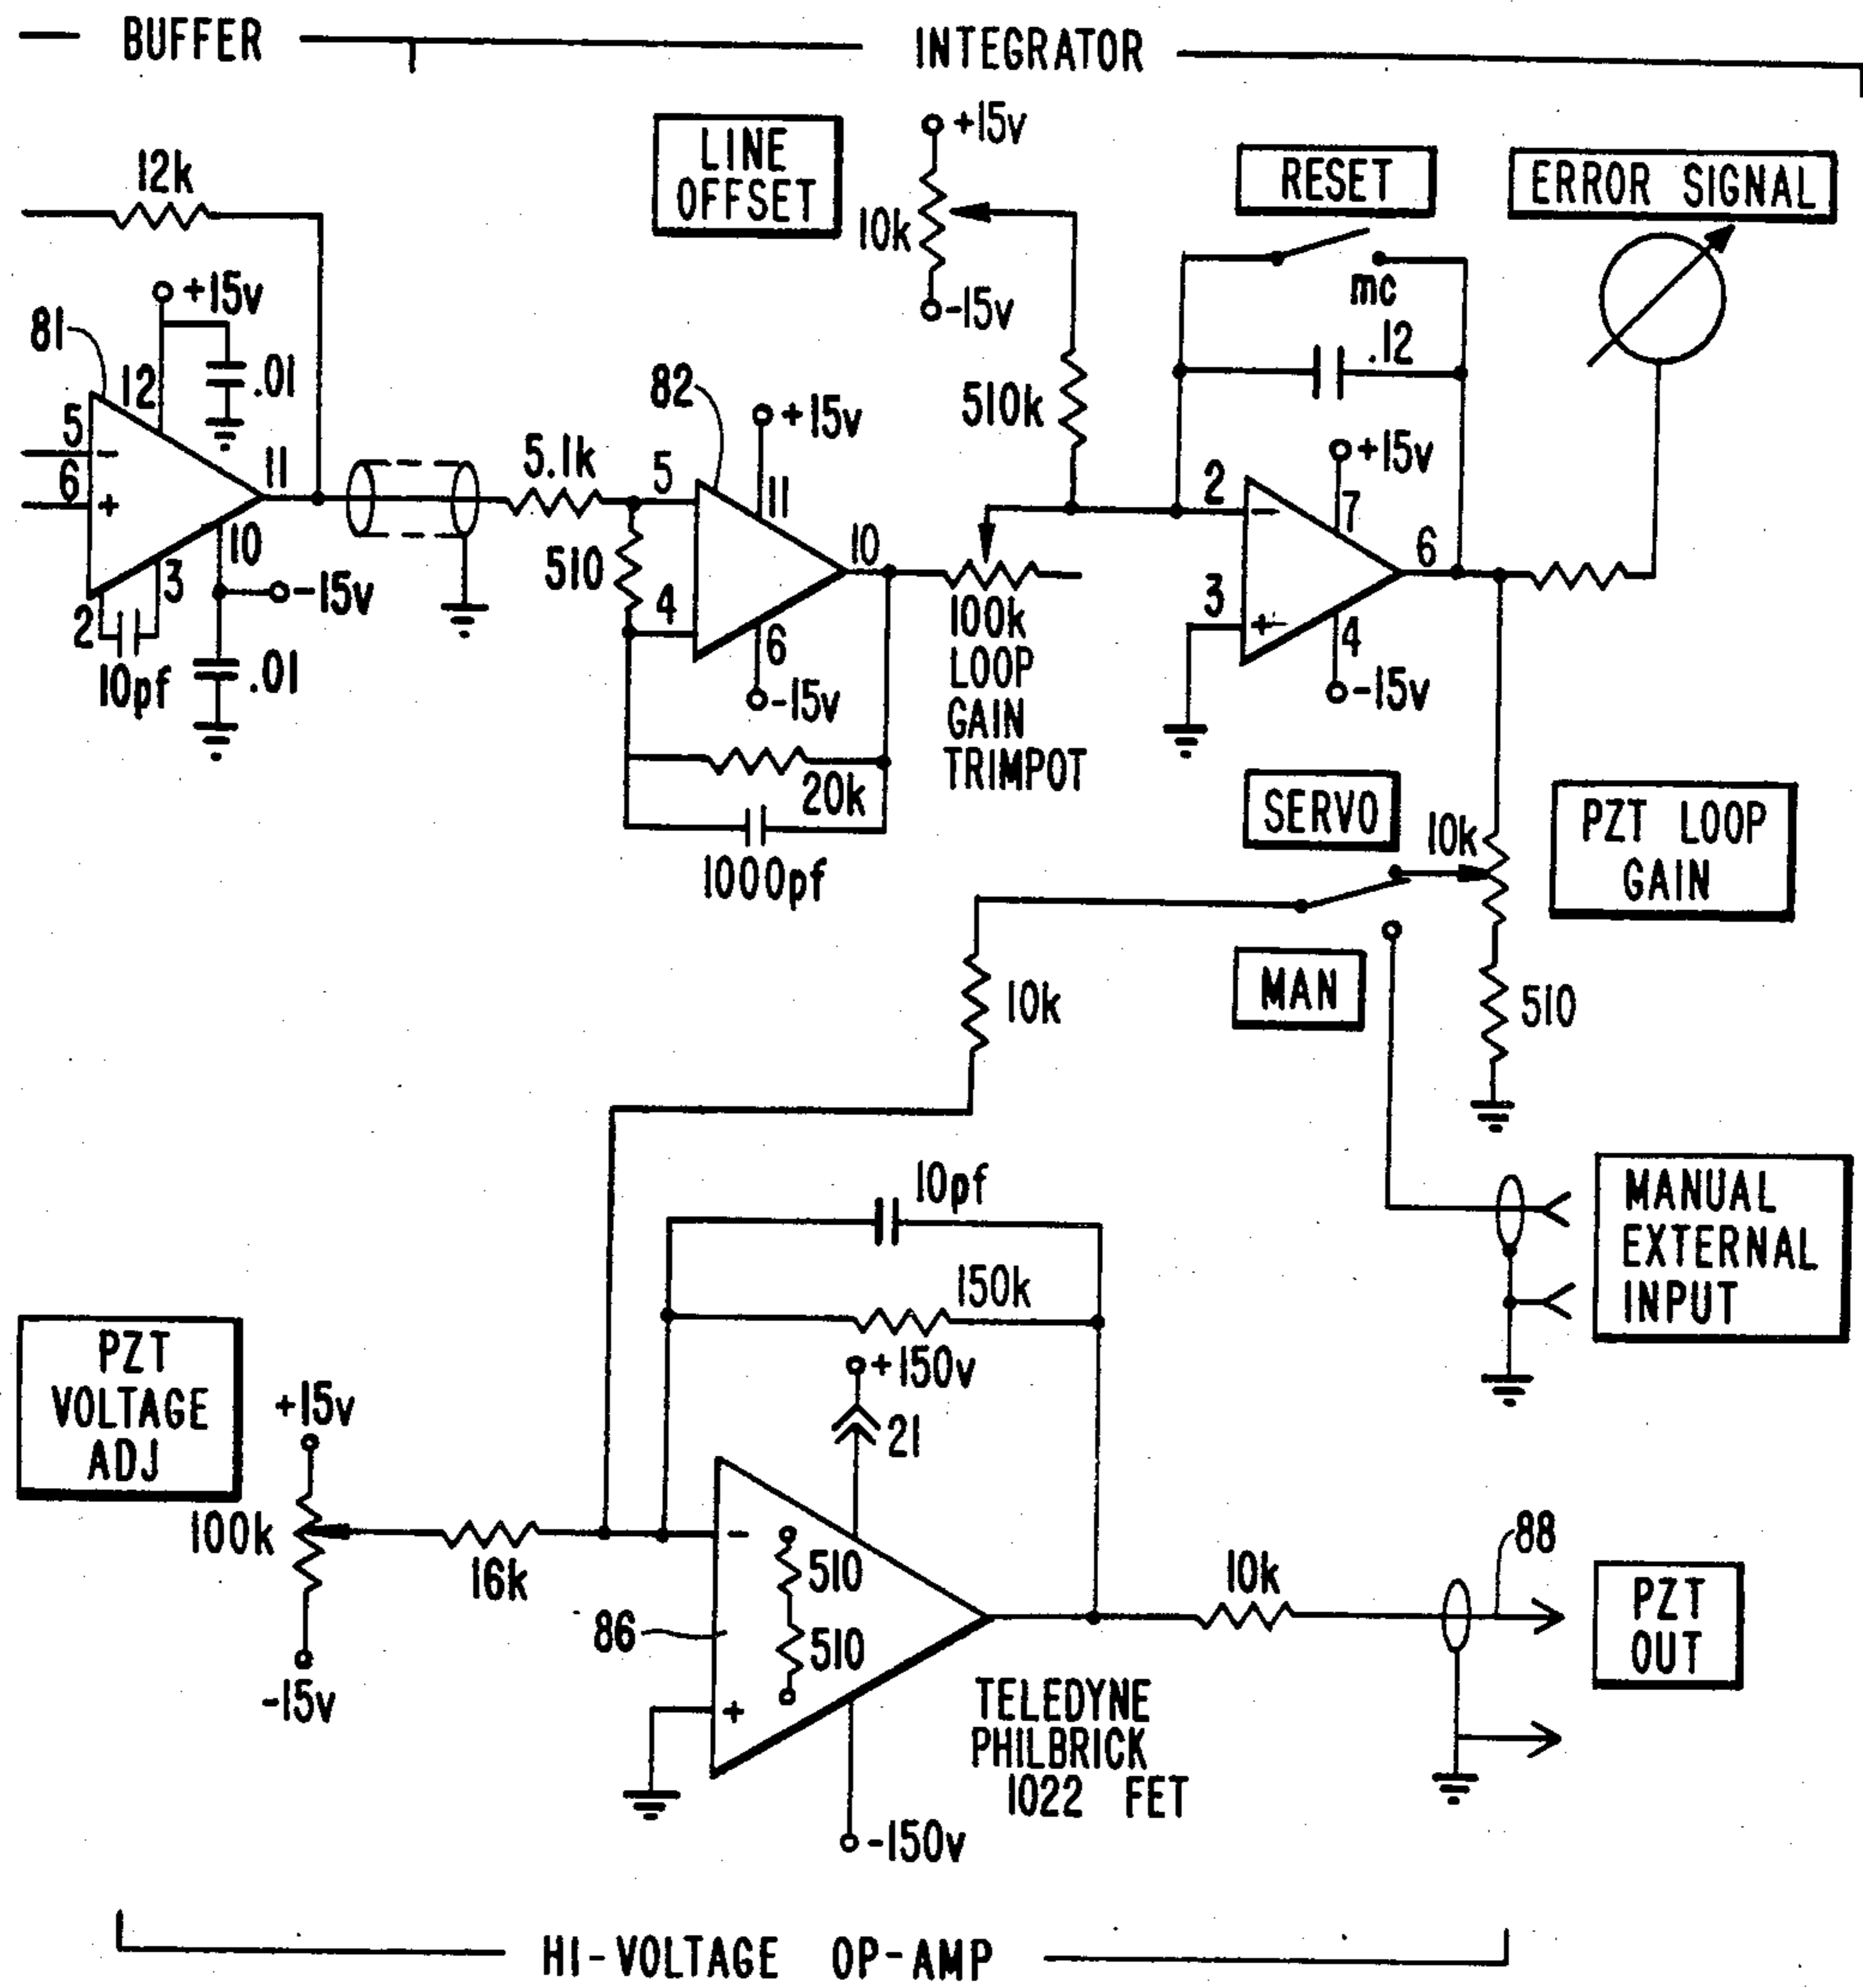 BUFFER
INTEGRATOR
LINE
OFFSET
+15v
10k
-15v
RESET
mc
.12
ERROR SIGNAL
12k
+15v
81
12
.01
5
-
6
+
11
10
3
-15v
2
10pf
.01
5.1k
510
82
5
4
+15v
11
10
6
-15v
20k
1000pf
510k
100k
LOOP
GAIN
TRIMPOT
2
-
3
+
+15v
7
6
4
-15v
SERVO
10k
PZT LOOP
GAIN
MAN
10k
510
MANUAL
EXTERNAL
INPUT
10pf
150k
+150v
21
PZT
VOLTAGE
ADJ
+15v
100k
-15v
16k
-
510
510
+
86
-150v
TELEDYNE
PHILBRICK
1022 FET
10k
88
PZT
OUT
HI-VOLTAGE OP-AMP